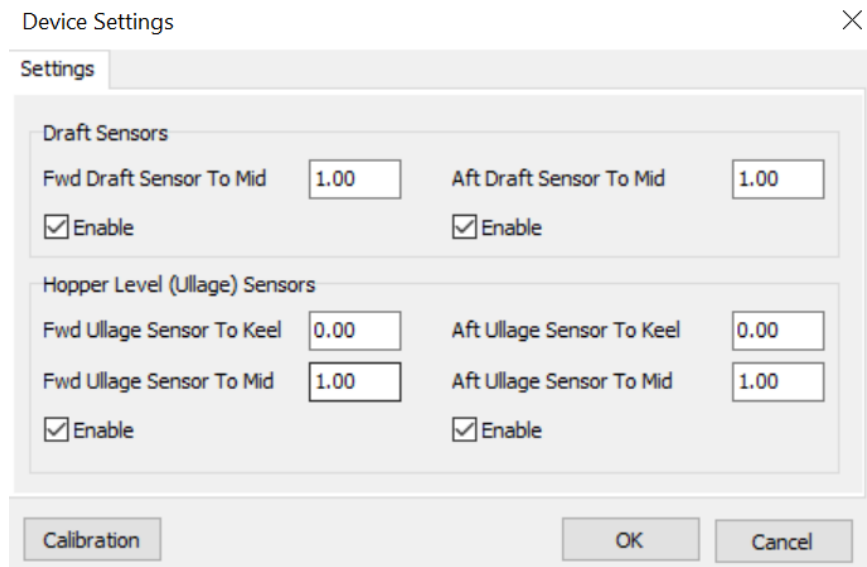 Device Settings
Settings
Draft Sensors
Fwd Draft Sensor To Mid 1.00 Aft Draft Sensor To Mid 1.00
Enable Enable
Hopper Level (Ullage) Sensors
Fwd Ullage Sensor To Keel 0.00 Aft Ullage Sensor To Keel 0.00
Fwd Ullage Sensor To Mid 1.00 Aft Ullage Sensor To Mid 1.00
Enable Enable
Calibration OK Cancel